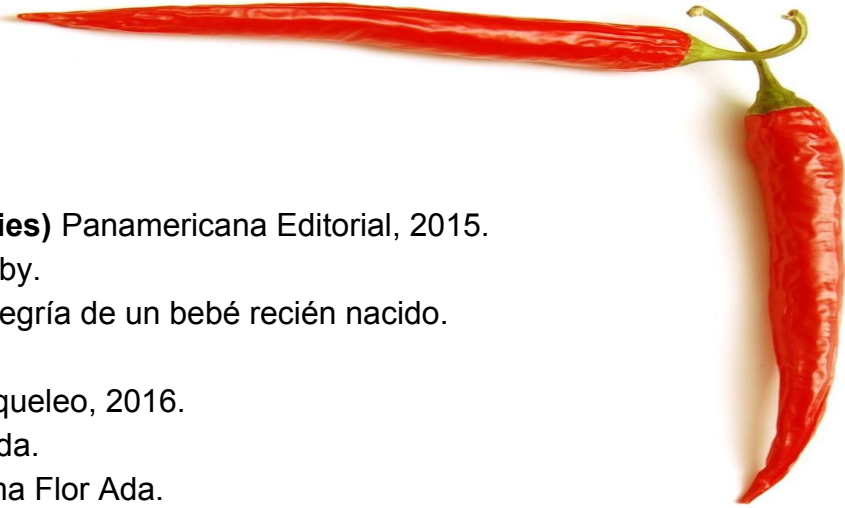 ies) Panamericana Editorial, 2015.
by.
egría de un bebé recién nacido.
queleo, 2016.
da.
na Flor Ada.